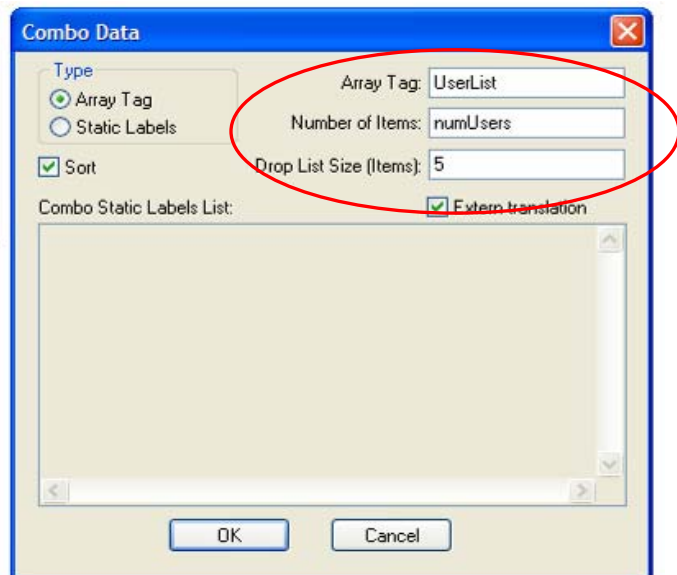 Combo Data
Type
Array Tag
Static Labels
Sort
Array Tag: UserList
Number of Items: numUsers
Drop List Size (Items): 5
Combo Static Labels List:
Extern translation
OK
Cancel